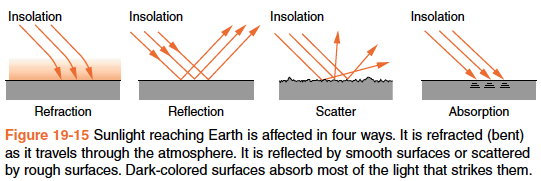 Insolation Insolation Insolation Insolation
Refraction Reflection Scatter Absorption
Figure 19-15 Sunlight reaching Earth is affected in four ways. It is refracted (bent)
as it travels through the atmosphere. It is reflected by smooth surfaces or scattered
by rough surfaces. Dark-colored surfaces absorb most of the light that strikes them.